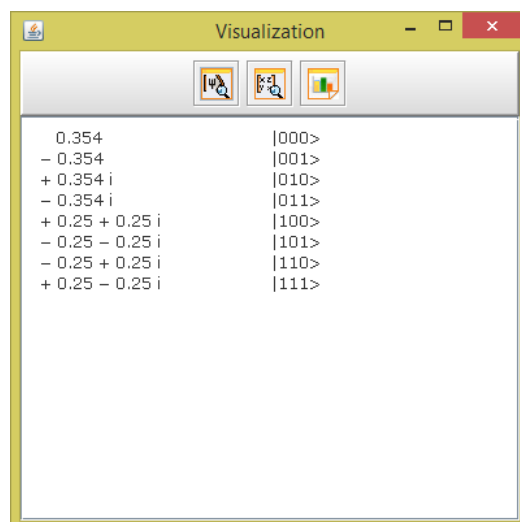 Visualization
0.354 |000>
− 0.354 |001>
+ 0.354 i |010>
− 0.354 i |011>
+ 0.25 + 0.25 i |100>
− 0.25 − 0.25 i |101>
− 0.25 + 0.25 i |110>
+ 0.25 − 0.25 i |111>